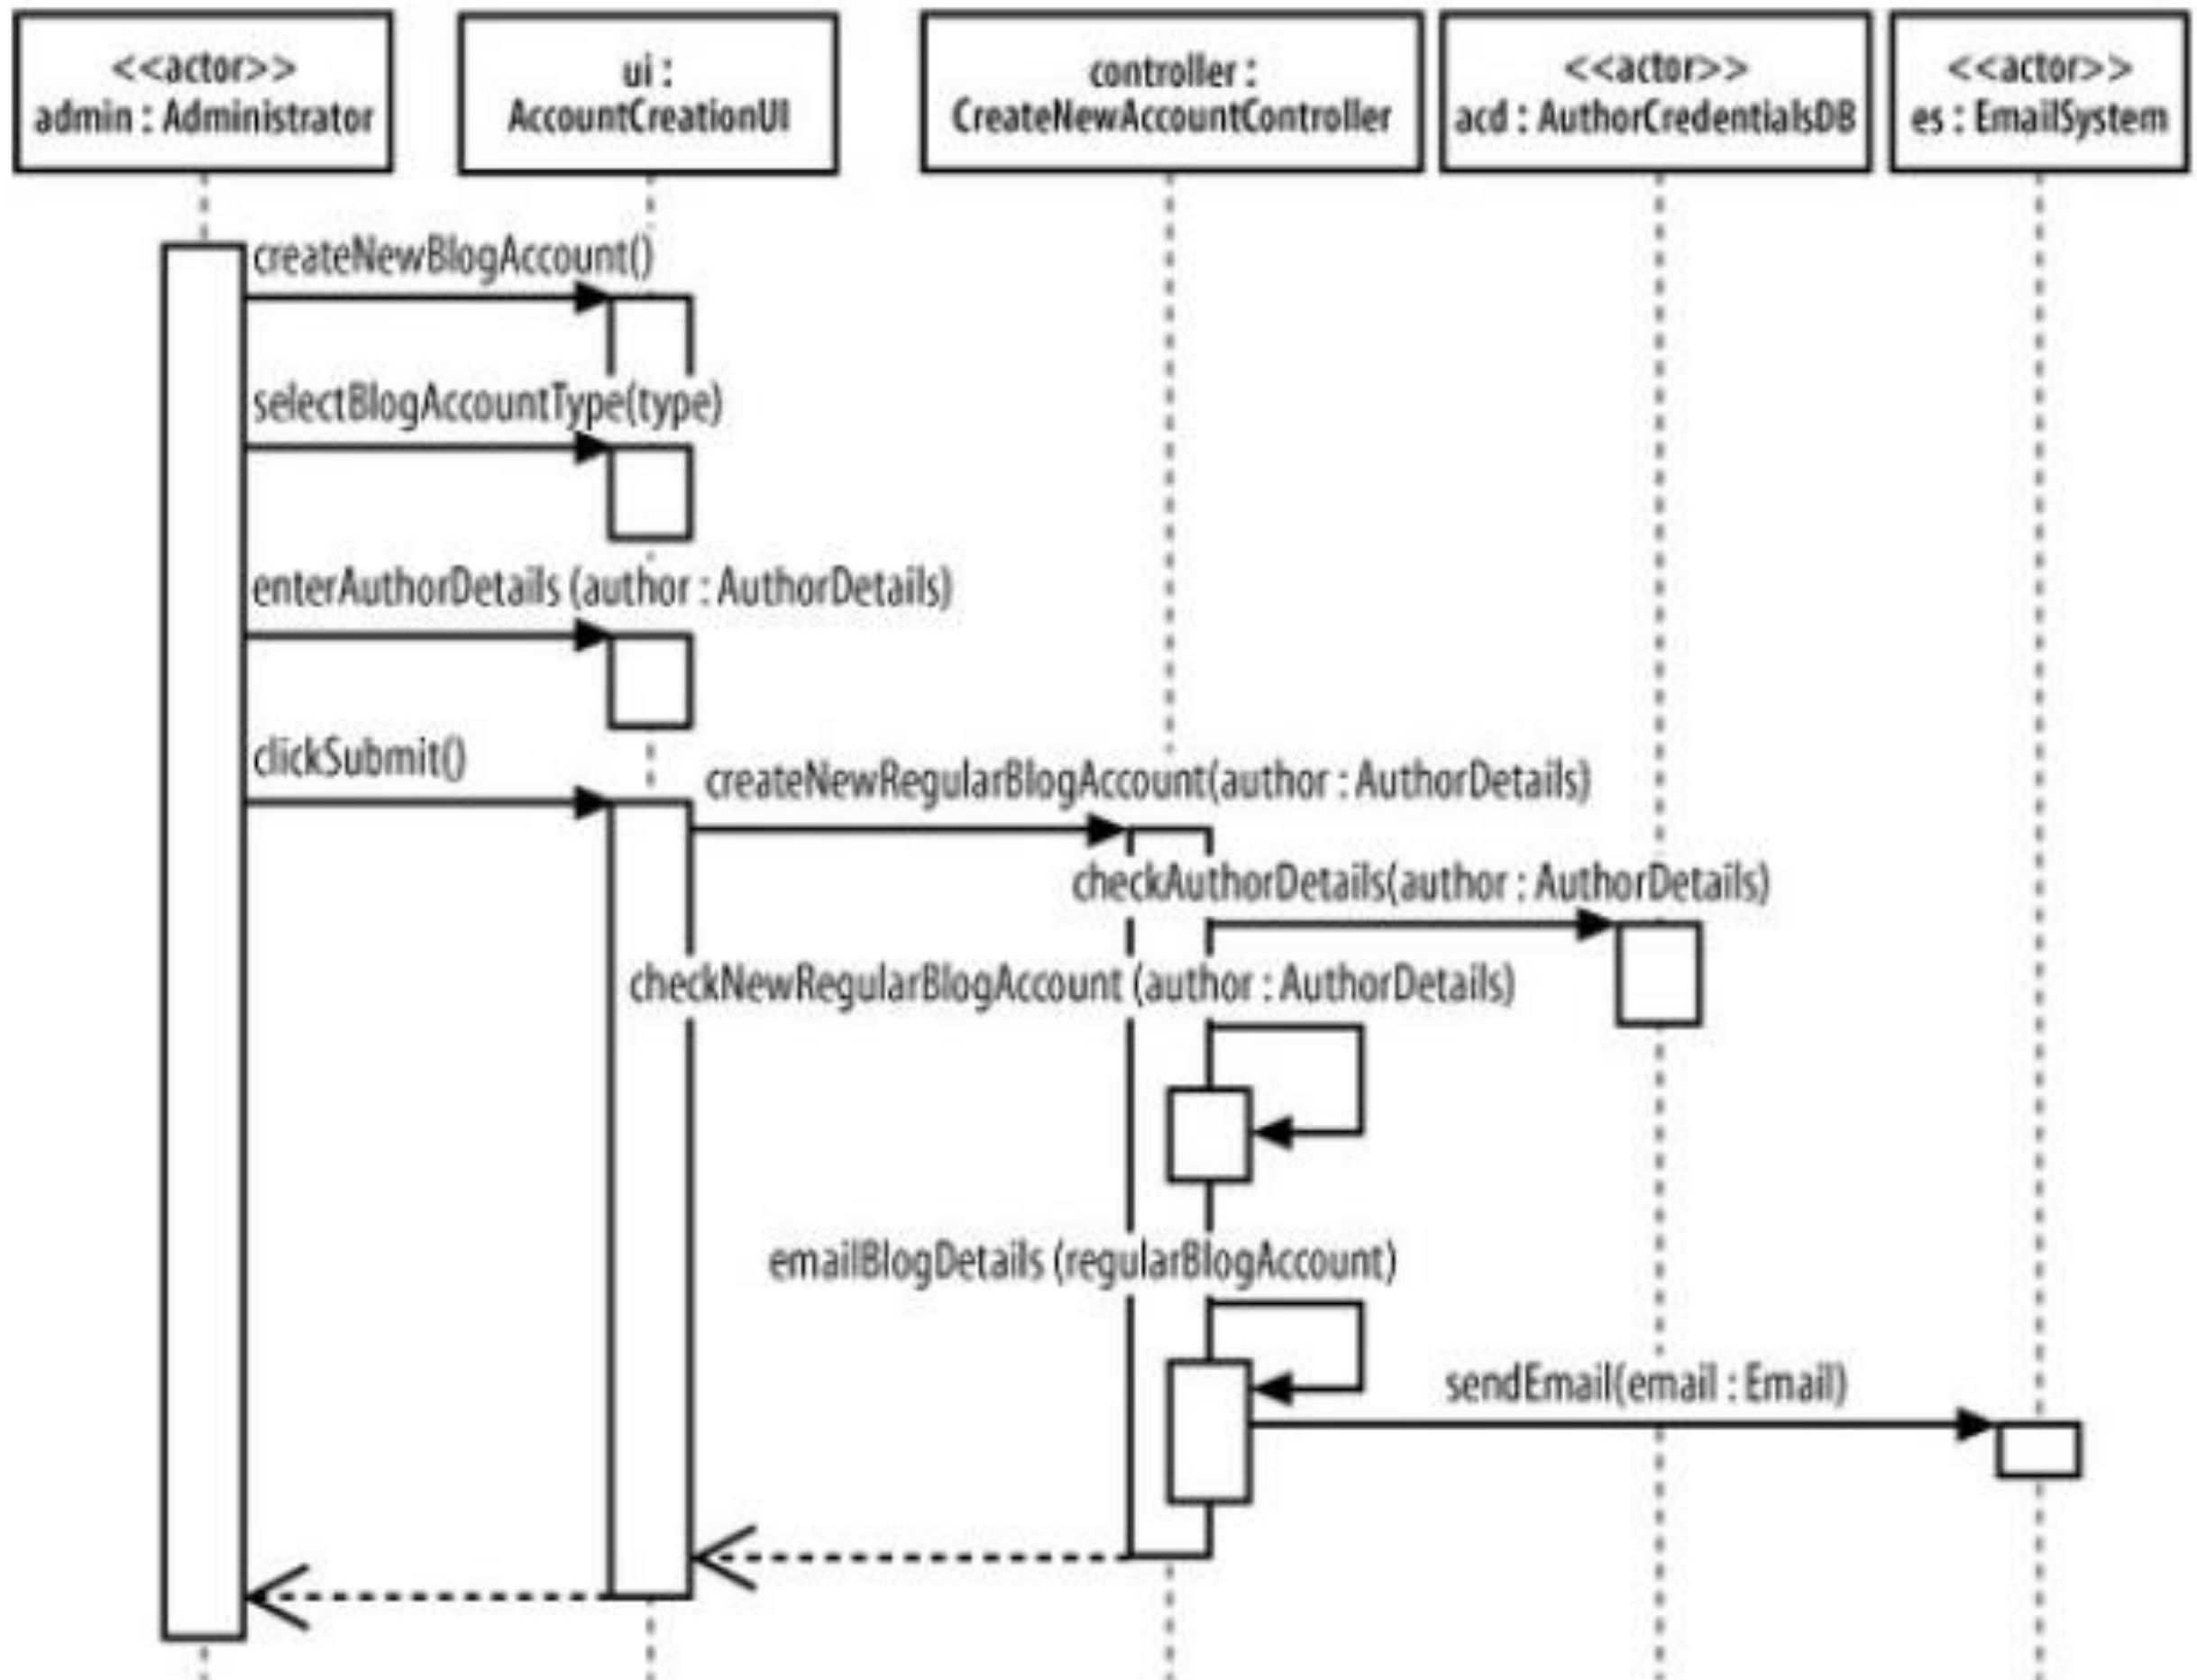 <<actor>>
admin : Administrator
ui :
AccountCreationUI
controller :
CreateNewAccountController
<<actor>>
acd : AuthorCredentialsDB
<<actor>>
es : EmailSystem
createNewBlogAccount()
selectBlogAccountType(type)
enterAuthorDetails (author : AuthorDetails)
clickSubmit()
createNewRegularBlogAccount(author : AuthorDetails)
checkAuthorDetails(author : AuthorDetails)
checkNewRegularBlogAccount (author : AuthorDetails)
emailBlogDetails (regularBlogAccount)
sendEmail(email : Email)